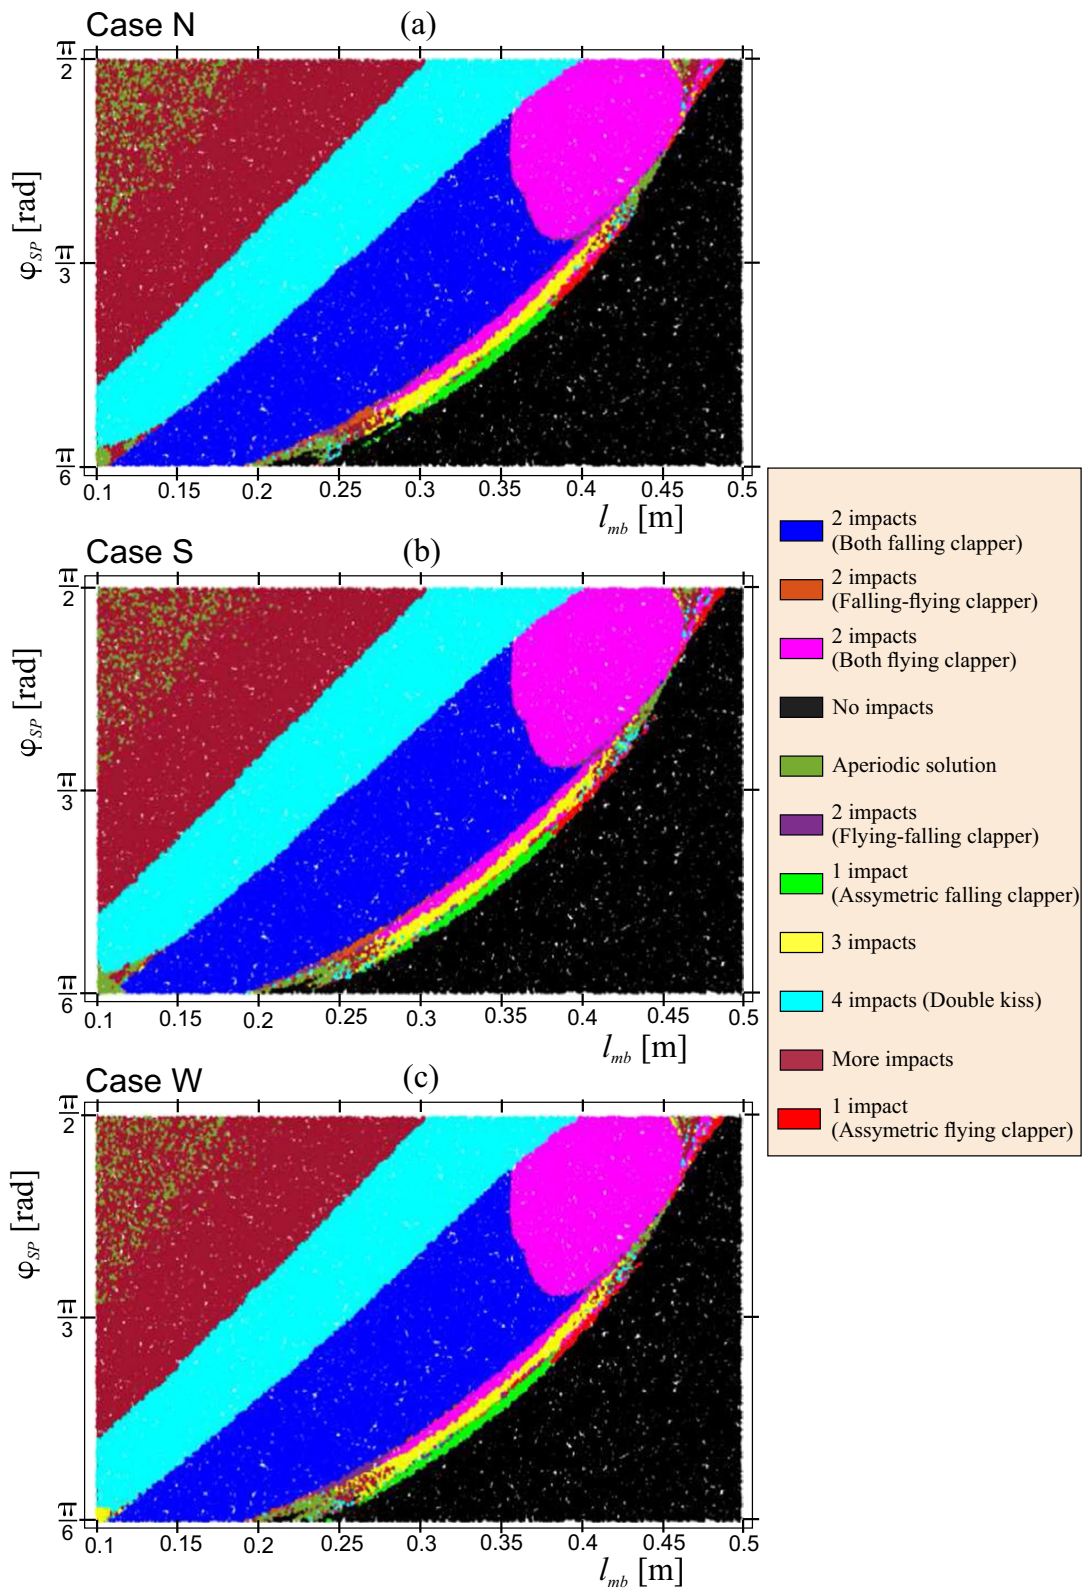 Case N (a)
π
2
φSP [rad]
π
3
π
6
0.1 0.15 0.2 0.25 0.3 0.35 0.4 0.45 0.5
lmb [m]
Case S (b)
π
2
φSP [rad]
π
3
π
6
0.1 0.15 0.2 0.25 0.3 0.35 0.4 0.45 0.5
lmb [m]
Case W (c)
π
2
φSP [rad]
π
3
π
6
0.1 0.15 0.2 0.25 0.3 0.35 0.4 0.45 0.5
lmb [m]
2 impacts
(Both falling clapper)
2 impacts
(Falling-flying clapper)
2 impacts
(Both flying clapper)
No impacts
Aperiodic solution
2 impacts
(Flying-falling clapper)
1 impact
(Assymetric falling clapper)
3 impacts
4 impacts (Double kiss)
More impacts
1 impact
(Assymetric flying clapper)